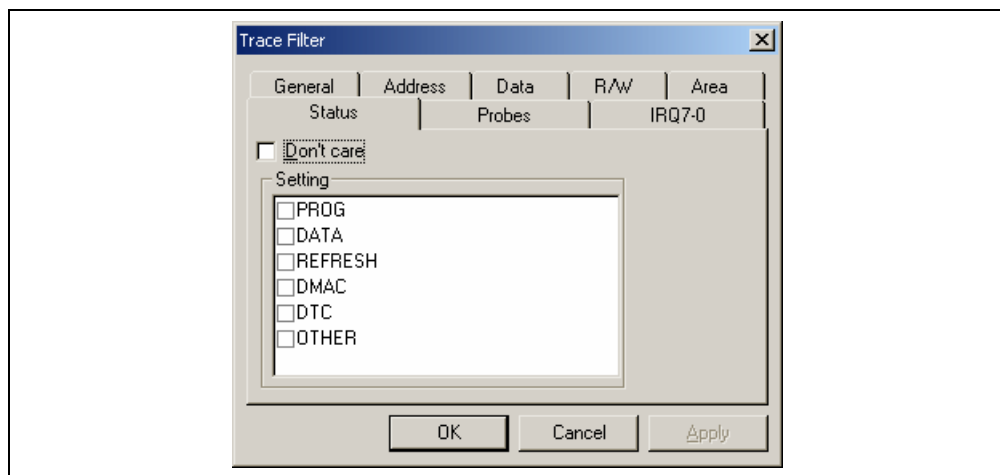 Trace Filter
General Address Data R/W Area
Status Probes IRQ7-0
Don't care
Setting
PROG
DATA
REFRESH
DMAC
DTC
OTHER
OK Cancel Apply